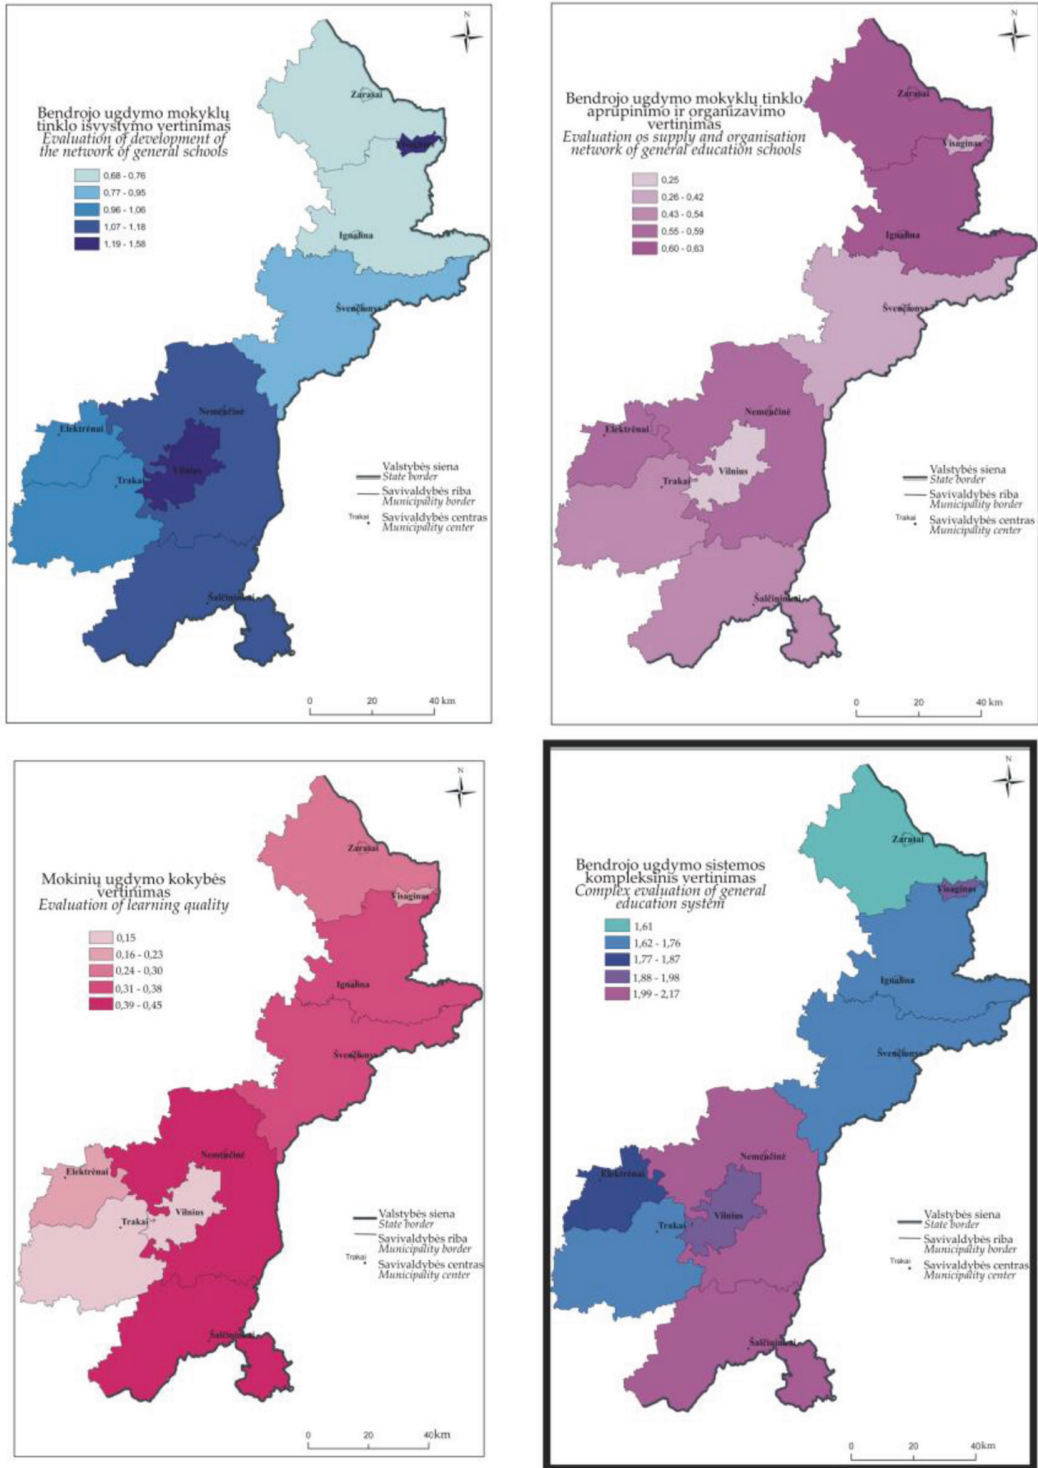 N
Bendrojo ugdymo mokyklų
tinklo išvystymo vertinimas
Evaluation of development of
the network of general schools
0,68 - 0,76
0,77 - 0,95
0,96 - 1,06
1,07 - 1,18
1,19 - 1,58
Zarasai
Ignalina
Švenčionys
Nemenčinė
Elektrėnai
Vilnius
Trakai
Šalčininkai
Valstybės siena
State border
Savivaldybės riba
Municipality border
Trakai
Savivaldybės centras
Municipality center
0 20 40 km
N
Bendrojo ugdymo mokyklų tinklo
aprūpinimo ir organizavimo
vertinimas
Evaluation os supply and organisation
network of general education schools
0,25
0,26 - 0,42
0,43 - 0,54
0,55 - 0,59
0,60 - 0,63
Zarasai
Visaginas
Ignalina
Švenčionys
Nemenčinė
Elektrėnai
Vilnius
Trakai
Šalčininkai
Valstybės siena
State border
Savivaldybės riba
Municipality border
Trakai
Savivaldybės centras
Municipality center
0 20 40 km
N
Mokinių ugdymo kokybės
vertinimas
Evaluation of learning quality
0,15
0,16 - 0,23
0,24 - 0,30
0,31 - 0,38
0,39 - 0,45
Zarasai
Visaginas
Ignalina
Švenčionys
Nemenčinė
Elektrėnai
Vilnius
Trakai
Šalčininkai
Valstybės siena
State border
Savivaldybės riba
Municipality border
Trakai
Savivaldybės centras
Municipality center
0 20 40km
N
Bendrojo ugdymo sistemos
kompleksinis vertinimas
Complex evaluation of general
education system
1,61
1,62 - 1,76
1,77 - 1,87
1,88 - 1,98
1,99 - 2,17
Zarasai
Visaginas
Ignalina
Švenčionys
Nemenčinė
Elektrėnai
Vilnius
Trakai
Šalčininkai
Valstybės siena
State border
Savivaldybės riba
Municipality border
Trakai
Savivaldybės centras
Municipality center
0 20 40 km